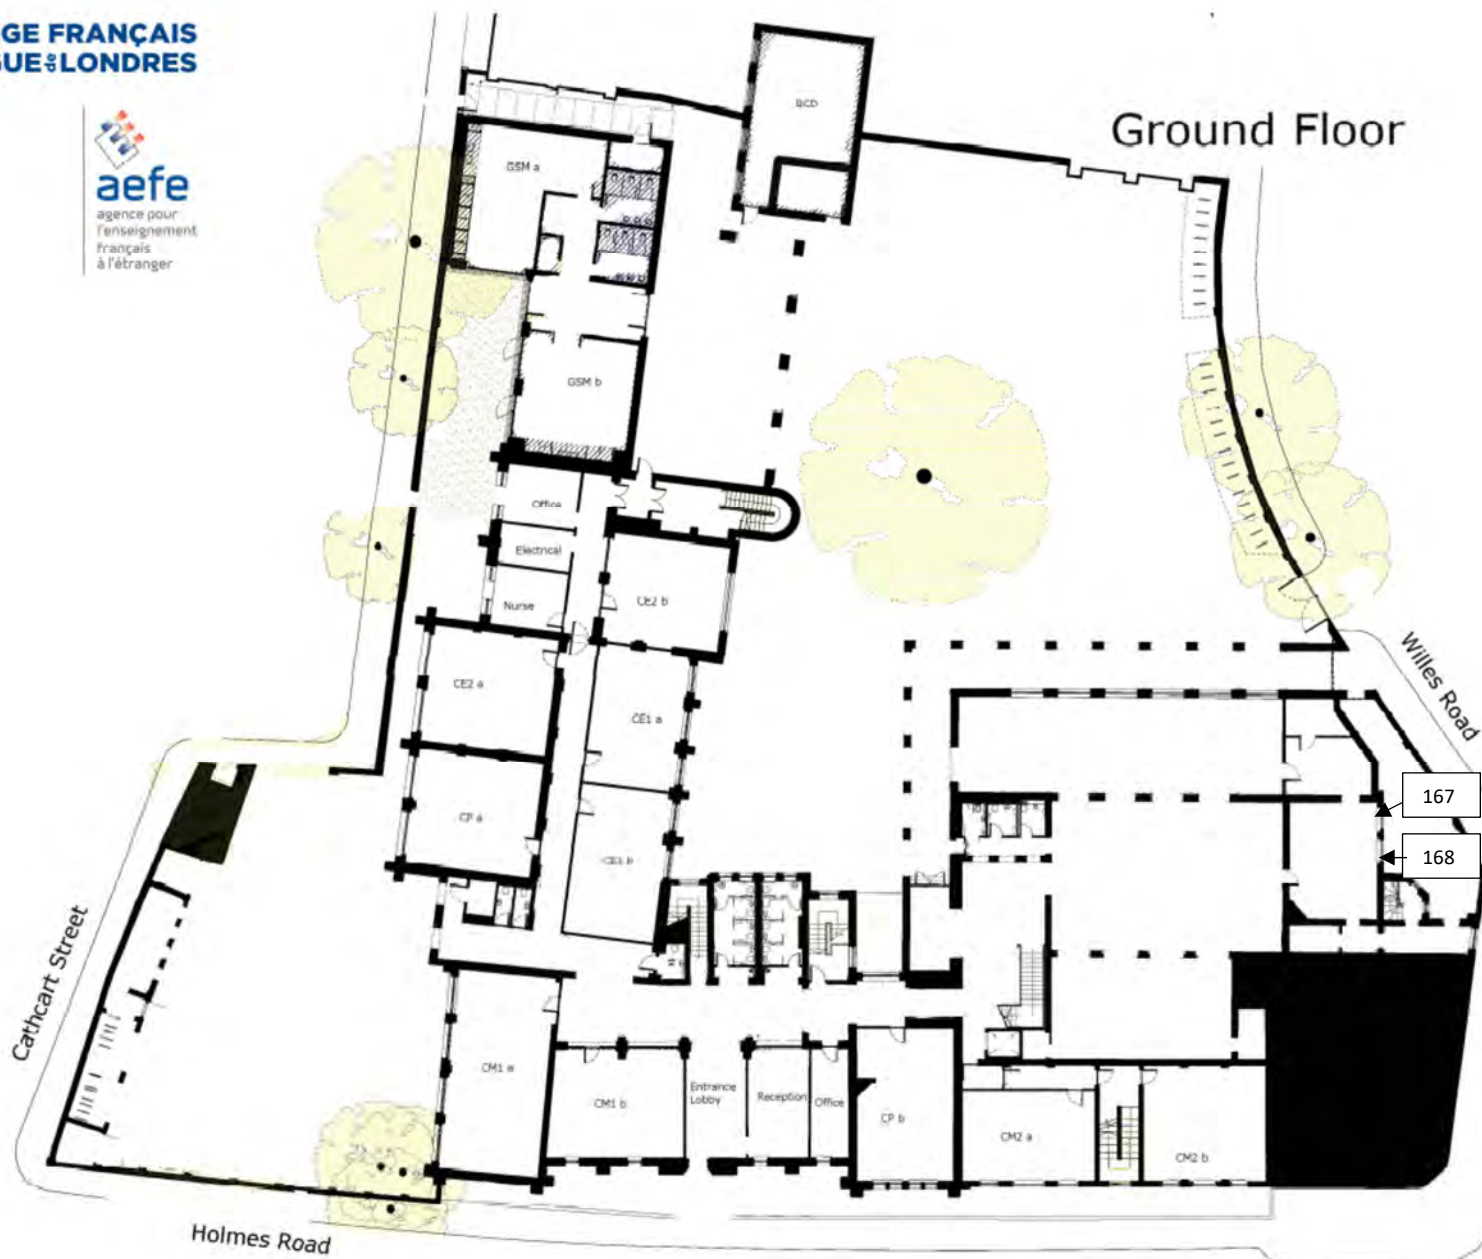 GE FRANÇAIS
GUE de LONDRES
aefe
agence pour
l'enseignement
français
à l'étranger
Ground Floor
BCD
GSM a
GSM b
Office
Electrical
Nurse
CE2 b
CE2 a
CE1 a
CP a
CE1 b
Willes Road
167
168
Cathcart Street
CM1 a
CM1 b
Entrance
Lobby
Reception
Office
CP b
CM2 a
CM2 b
Holmes Road